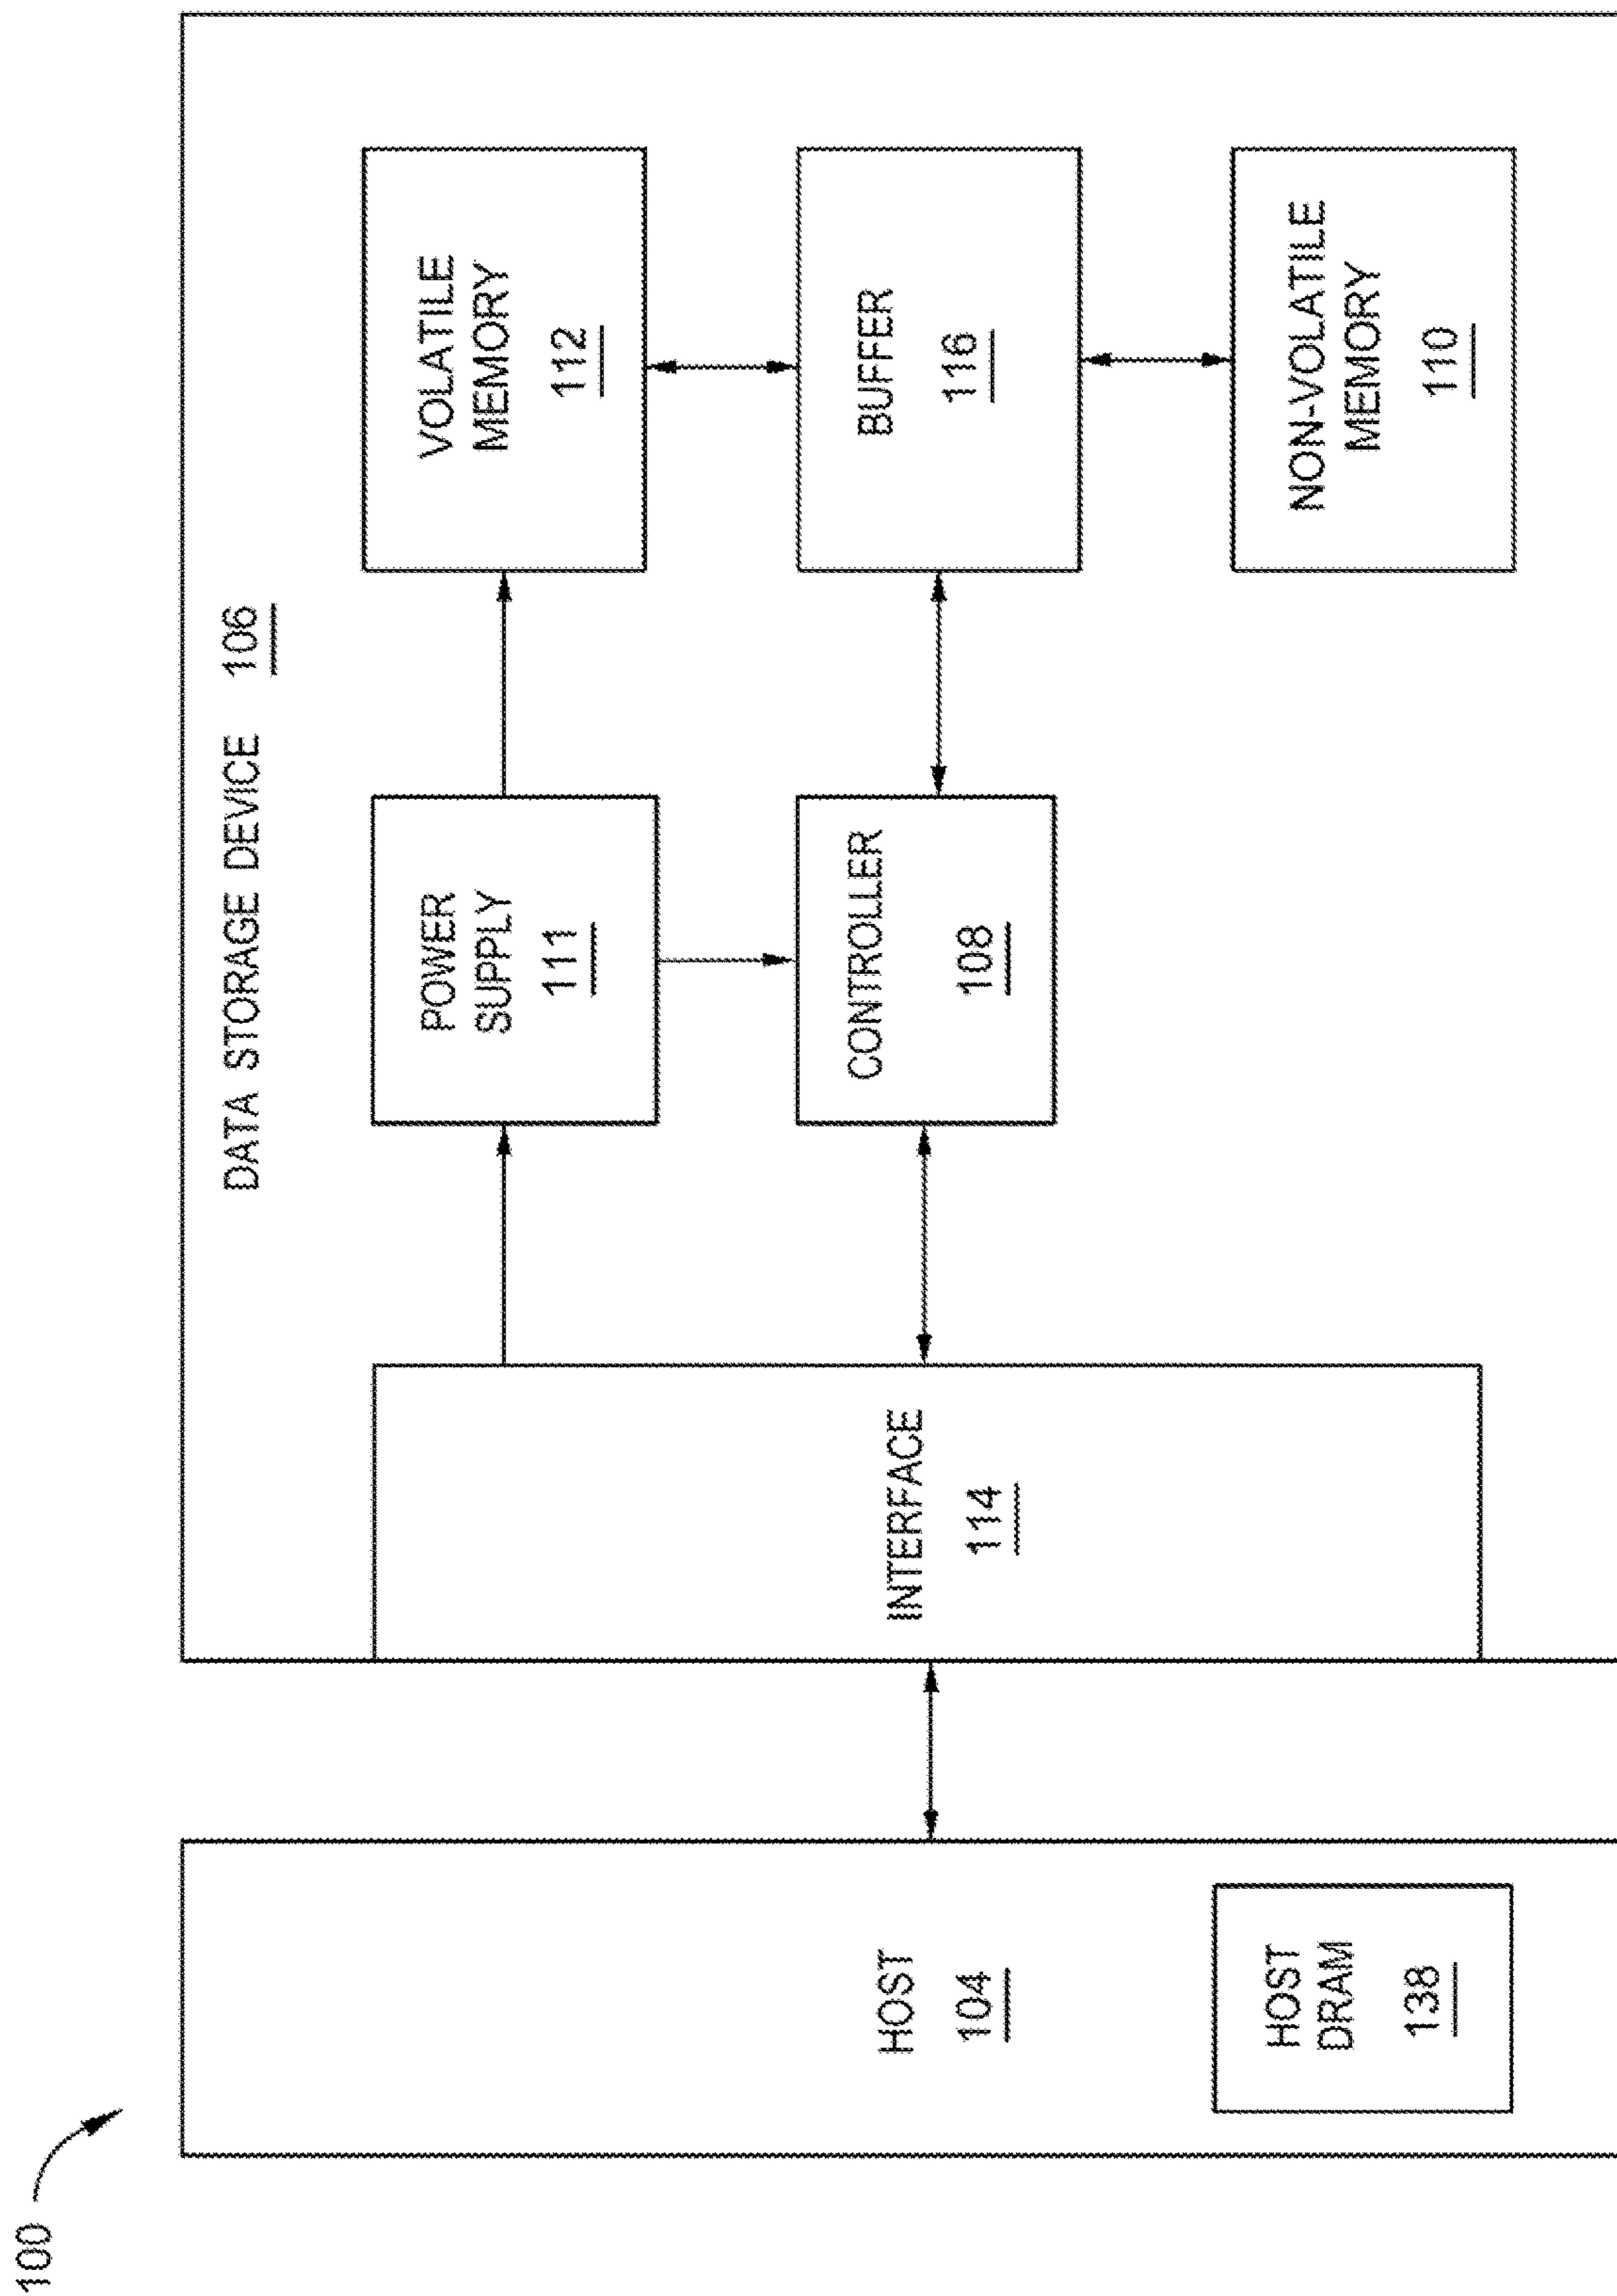 100
DATA STORAGE DEVICE 106
HOST
104
HOST
DRAM
138
INTERFACE
114
POWER
SUPPLY
111
CONTROLLER
108
VOLATILE
MEMORY
112
BUFFER
116
NON-VOLATILE
MEMORY
110